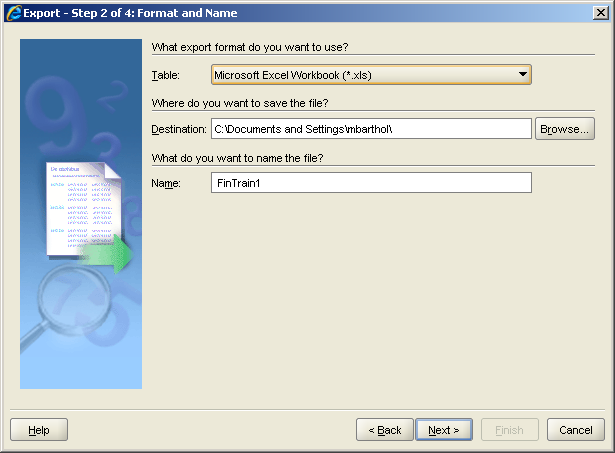 Export - Step 2 of 4: Format and Name
What export format do you want to use?
Table: Microsoft Excel Workbook (*.xls)
Where do you want to save the file?
Destination: C:\Documents and Settings\mbarthol\ Browse...
What do you want to name the file?
Name: FinTrain1
Help < Back Next > Finish Cancel